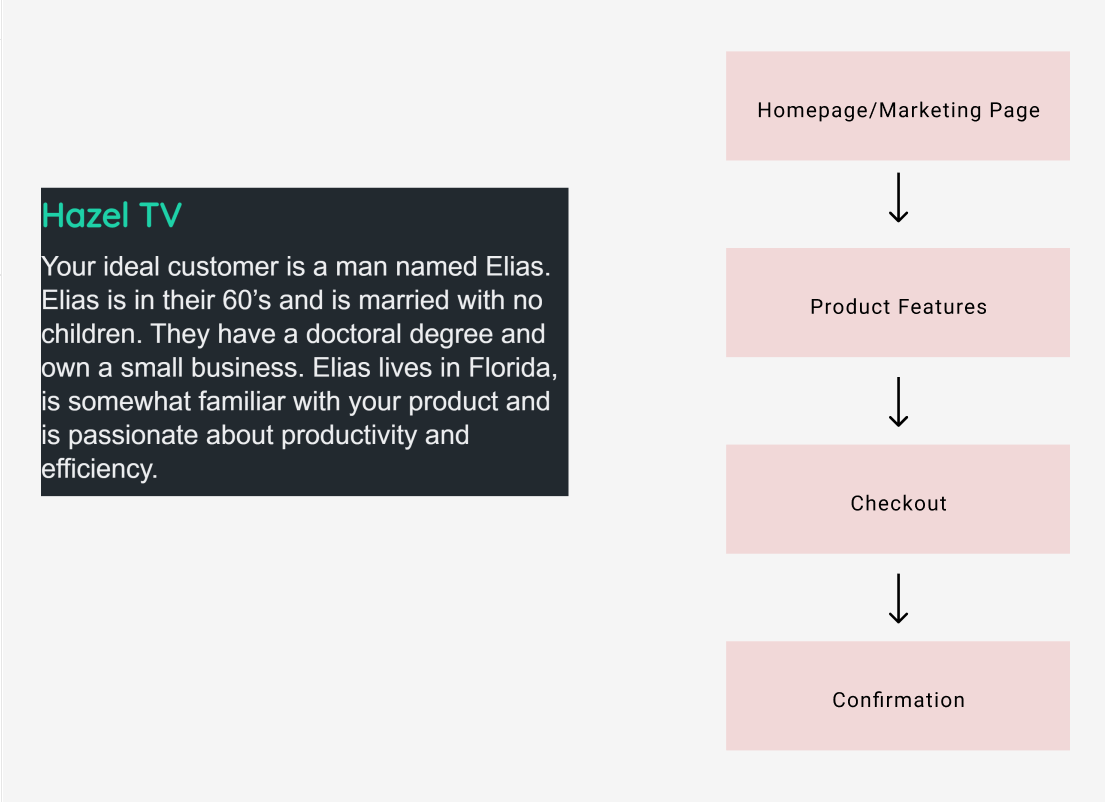 Hazel TV
Your ideal customer is a man named Elias.
Elias is in their 60’s and is married with no
children. They have a doctoral degree and
own a small business. Elias lives in Florida,
is somewhat familiar with your product and
is passionate about productivity and
efficiency.
Homepage/Marketing Page
Product Features
Checkout
Confirmation